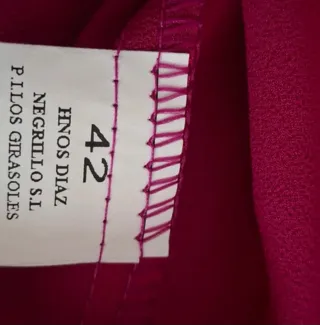 42
HNOS DIAZ
NEGRILLO S.L
P.I.LOS GIRASOLES